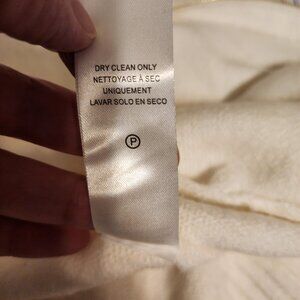 DRY CLEAN ONLY
NETTOYAGE À SEC
UNIQUEMENT
LAVAR SOLO EN SECO
P